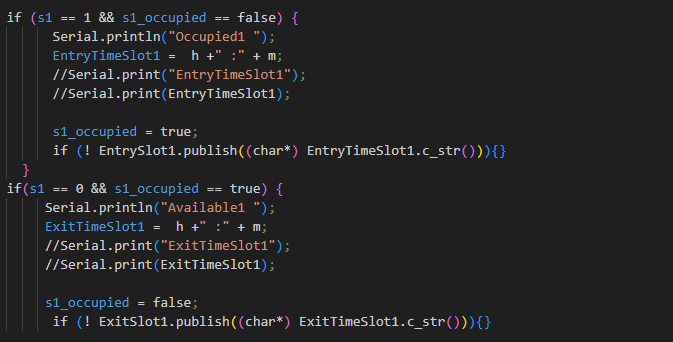 if (s1 == 1 && s1_occupied == false) {
Serial.println("Occupied1 ");
EntryTimeSlot1 =  h +" :" + m;
//Serial.print("EntryTimeSlot1");
//Serial.print(EntryTimeSlot1);
s1_occupied = true;
if (! EntrySlot1.publish((char*) EntryTimeSlot1.c_str())){}
}
if(s1 == 0 && s1_occupied == true) {
Serial.println("Available1 ");
ExitTimeSlot1 =  h +" :" + m;
//Serial.print("ExitTimeSlot1");
//Serial.print(ExitTimeSlot1);
s1_occupied = false;
if (! ExitSlot1.publish((char*) ExitTimeSlot1.c_str())){}